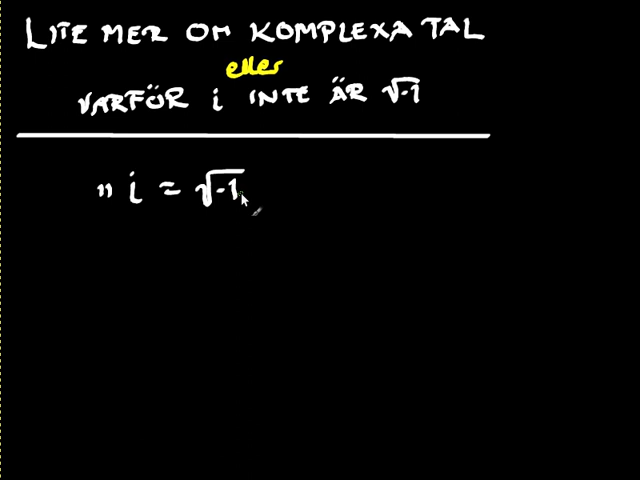 LITE MER OM KOMPLEXA TAL
eller
VARFÖR i INTE ÄR √-1
" i = √-1